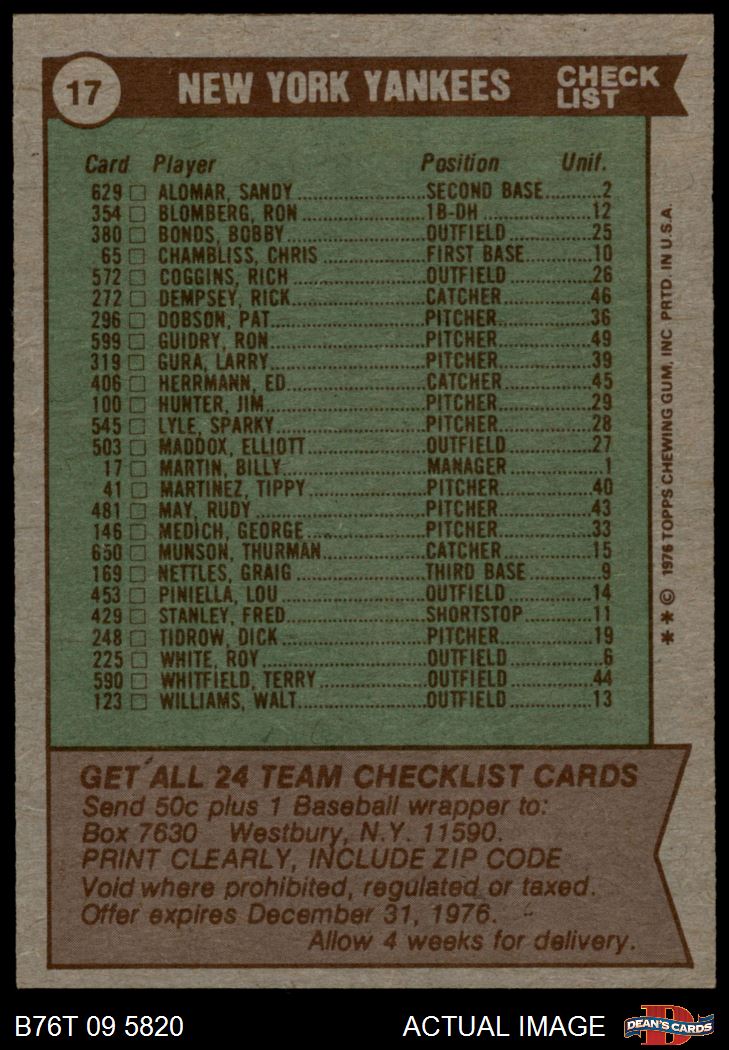 17 NEW YORK YANKEES CHECK LIST
Card Player Position Unif.
629 □ ALOMAR, SANDY SECOND BASE 2
354 □ BLOMBERG, RON 1B-DH 12
380 □ BONDS, BOBBY OUTFIELD 25
65 □ CHAMBLISS, CHRIS FIRST BASE 10
572 □ COGGINS, RICH OUTFIELD 26
272 □ DEMPSEY, RICK CATCHER 46
296 □ DOBSON, PAT PITCHER 36
599 □ GUIDRY, RON PITCHER 49
319 □ GURA, LARRY PITCHER 39
406 □ HERRMANN, ED CATCHER 45
100 □ HUNTER, JIM PITCHER 29
545 □ LYLE, SPARKY PITCHER 28
503 □ MADDOX, ELLIOTT OUTFIELD 27
17 □ MARTIN, BILLY MANAGER 1
41 □ MARTINEZ, TIPPY PITCHER 40
481 □ MAY, RUDY PITCHER 43
146 □ MEDICH, GEORGE PITCHER 33
650 □ MUNSON, THURMAN CATCHER 15
169 □ NETTLES, GRAIG THIRD BASE 9
453 □ PINIELLA, LOU OUTFIELD 14
429 □ STANLEY, FRED SHORTSTOP 11
248 □ TIDROW, DICK PITCHER 19
225 □ WHITE, ROY OUTFIELD 6
590 □ WHITFIELD, TERRY OUTFIELD 44
123 □ WILLIAMS, WALT OUTFIELD 13
** © 1976 TOPPS CHEWING GUM, INC PRTD. IN U.S.A.
GET ALL 24 TEAM CHECKLIST CARDS
Send 50c plus 1 Baseball wrapper to:
Box 7630 Westbury, N.Y. 11590.
PRINT CLEARLY, INCLUDE ZIP CODE
Void where prohibited, regulated or taxed.
Offer expires December 31, 1976.
Allow 4 weeks for delivery.
B76T 09 5820 ACTUAL IMAGE D DEAN'S CARDS